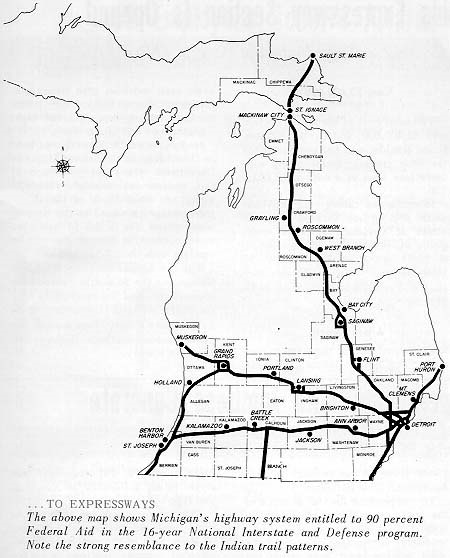 SAULT ST. MARIE
MACKINAC
CHIPPEWA
ST. IGNACE
MACKINAW CITY
EMMET
CHEBOYGAN
OTSEGO
CRAWFORD
GRAYLING
ROSCOMMON
OGEMAW
WEST BRANCH
ROSCOMMON
ARENAC
GLADWIN
BAY
BAY CITY
SAGINAW
SAGINAW
MUSKEGON
MUSKEGON
KENT
GRAND
RAPIDS
IONIA
CLINTON
GENESEE
FLINT
ST. CLAIR
PORT
HURON
OTTAWA
PORTLAND
LANSING
LIVINGSTON
OAKLAND
MACOMB
MT.
CLEMENS
HOLLAND
ALLEGAN
EATON
INGHAM
BRIGHTON
BATTLE
CREEK
KALAMAZOO
KALAMAZOO
CALHOUN
JACKSON
ANN ARBOR
WAYNE
DETROIT
BENTON
HARBOR
ST. JOSEPH
VAN BUREN
JACKSON
WASHTENAW
CASS
ST. JOSEPH
BRANCH
MONROE
BERRIEN
...TO EXPRESSWAYS
The above map shows Michigan's highway system entitled to 90 percent
Federal Aid in the 16-year National Interstate and Defense program.
Note the strong resemblance to the Indian trail patterns.